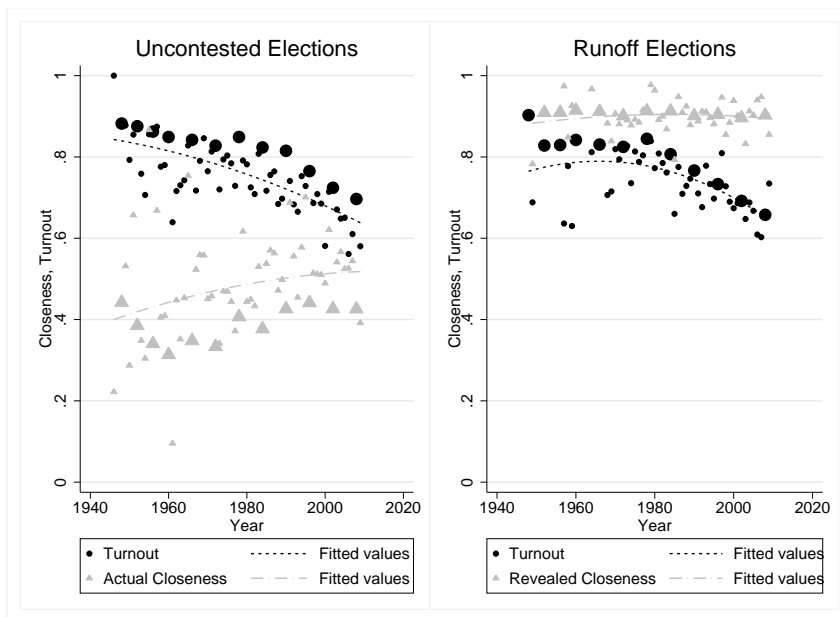 Uncontested Elections
Closeness, Turnout
1
.8
.6
.4
.2
0
1940 1960 1980 2000 2020
Year
Turnout Fitted values
Actual Closeness Fitted values
Runoff Elections
Closeness, Turnout
1
.8
.6
.4
.2
0
1940 1960 1980 2000 2020
Year
Turnout Fitted values
Revealed Closeness Fitted values